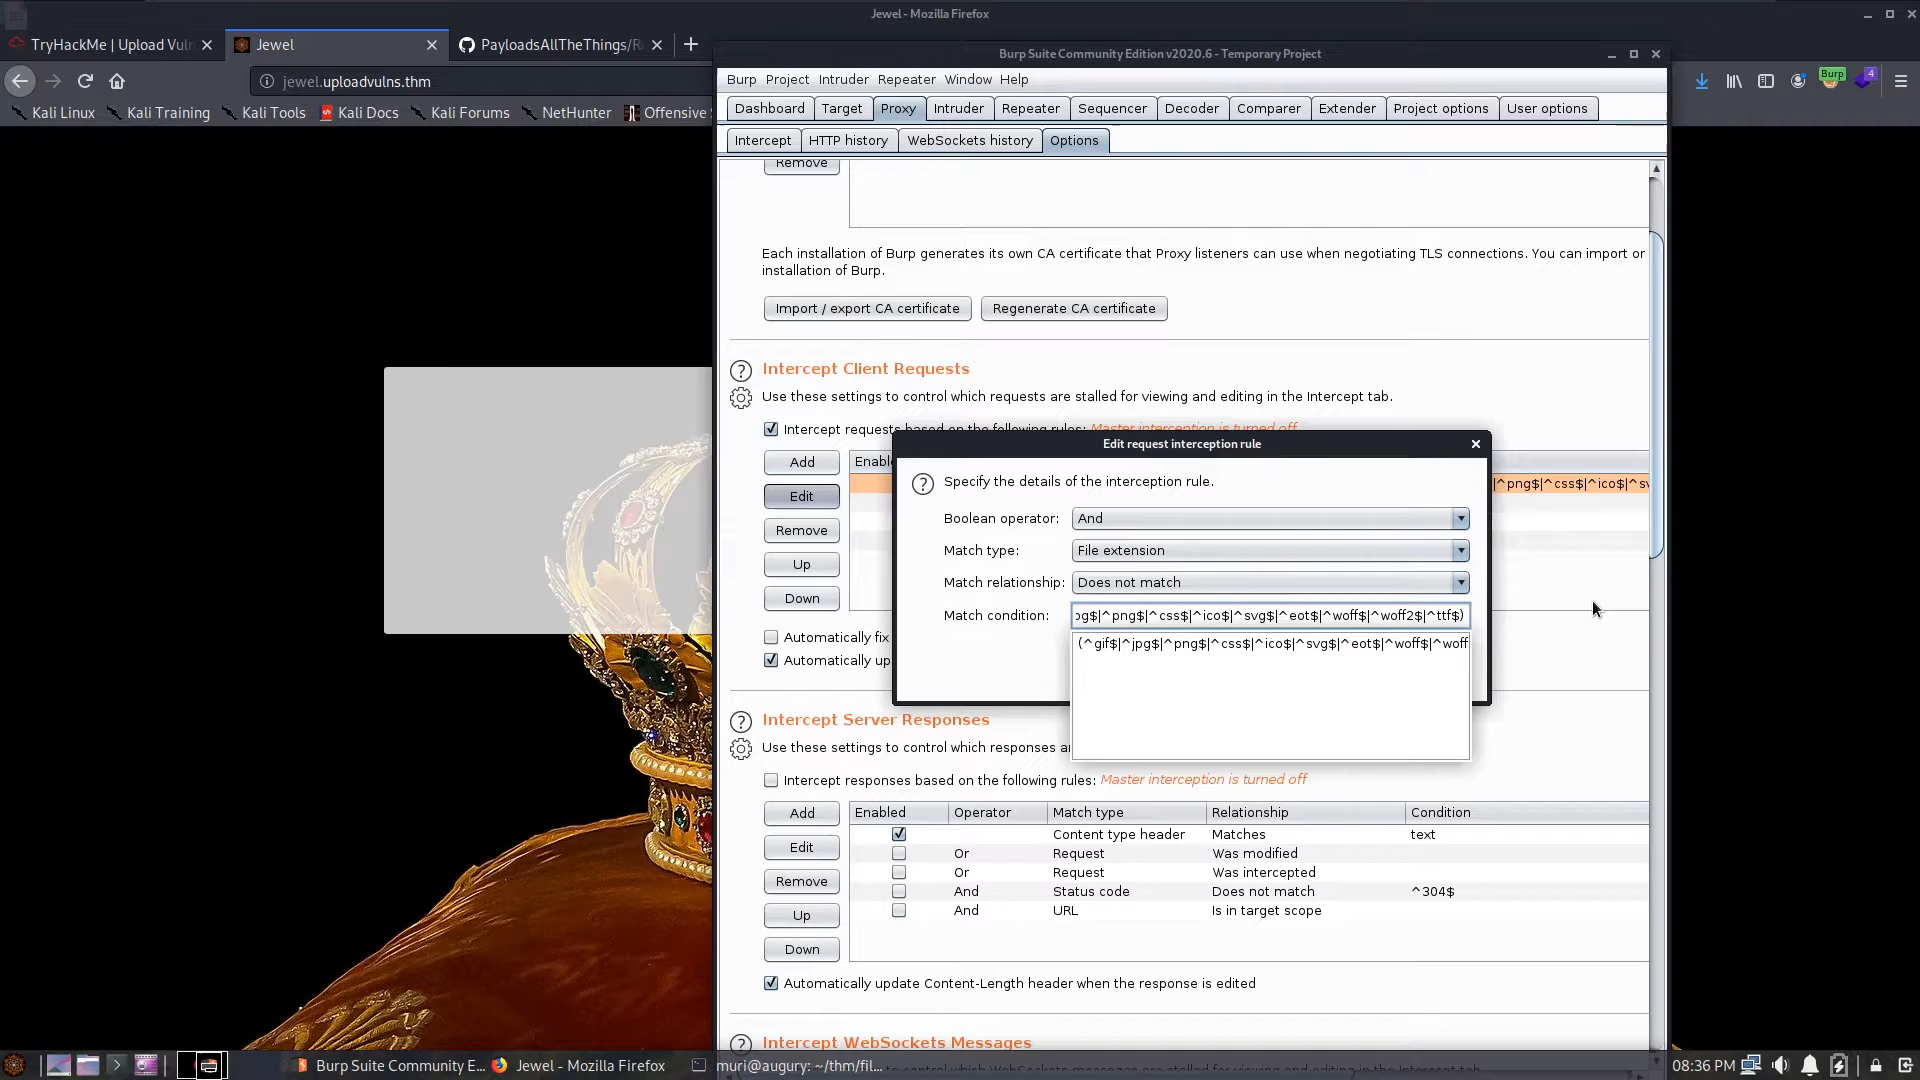 Jewel - Mozilla Firefox
TryHackMe | Upload Vuln
Jewel
PayloadsAllTheThings/R
Burp Suite Community Edition v2020.6 - Temporary Project
jewel.uploadvulns.thm
Burp
4
Burp Project Intruder Repeater Window Help
Kali Linux Kali Training Kali Tools Kali Docs Kali Forums NetHunter Offensive
Dashboard Target Proxy Intruder Repeater Sequencer Decoder Comparer Extender Project options User options
Intercept HTTP history WebSockets history Options
Remove
Each installation of Burp generates its own CA certificate that Proxy listeners can use when negotiating TLS connections. You can import or
installation of Burp.
Import / export CA certificate Regenerate CA certificate
? Intercept Client Requests
Use these settings to control which requests are stalled for viewing and editing in the Intercept tab.
Intercept requests based on the following rules: Master interception is turned off
Add
Edit
Remove
Up
Down
Enabl
|^png$|^css$|^ico$|^sv
Automatically fix
Automatically up
Edit request interception rule
? Specify the details of the interception rule.
Boolean operator: And
Match type: File extension
Match relationship: Does not match
Match condition: pg$|^png$|^css$|^ico$|^svg$|^eot$|^woff$|^woff2$|^ttf$)
(^gif$|^jpg$|^png$|^css$|^ico$|^svg$|^eot$|^woff$|^woff
? Intercept Server Responses
Use these settings to control which responses a
Intercept responses based on the following rules: Master interception is turned off
Add
Edit
Remove
Up
Down
Enabled Operator Match type Relationship Condition
Content type header Matches text
Or Request Was modified
Or Request Was intercepted
And Status code Does not match ^304$
And URL Is in target scope
Automatically update Content-Length header when the response is edited
? Intercept WebSockets Messages
Burp Suite Community E...
Jewel - Mozilla Firefox
muri@augury: ~/thm/fil...
08:36 PM